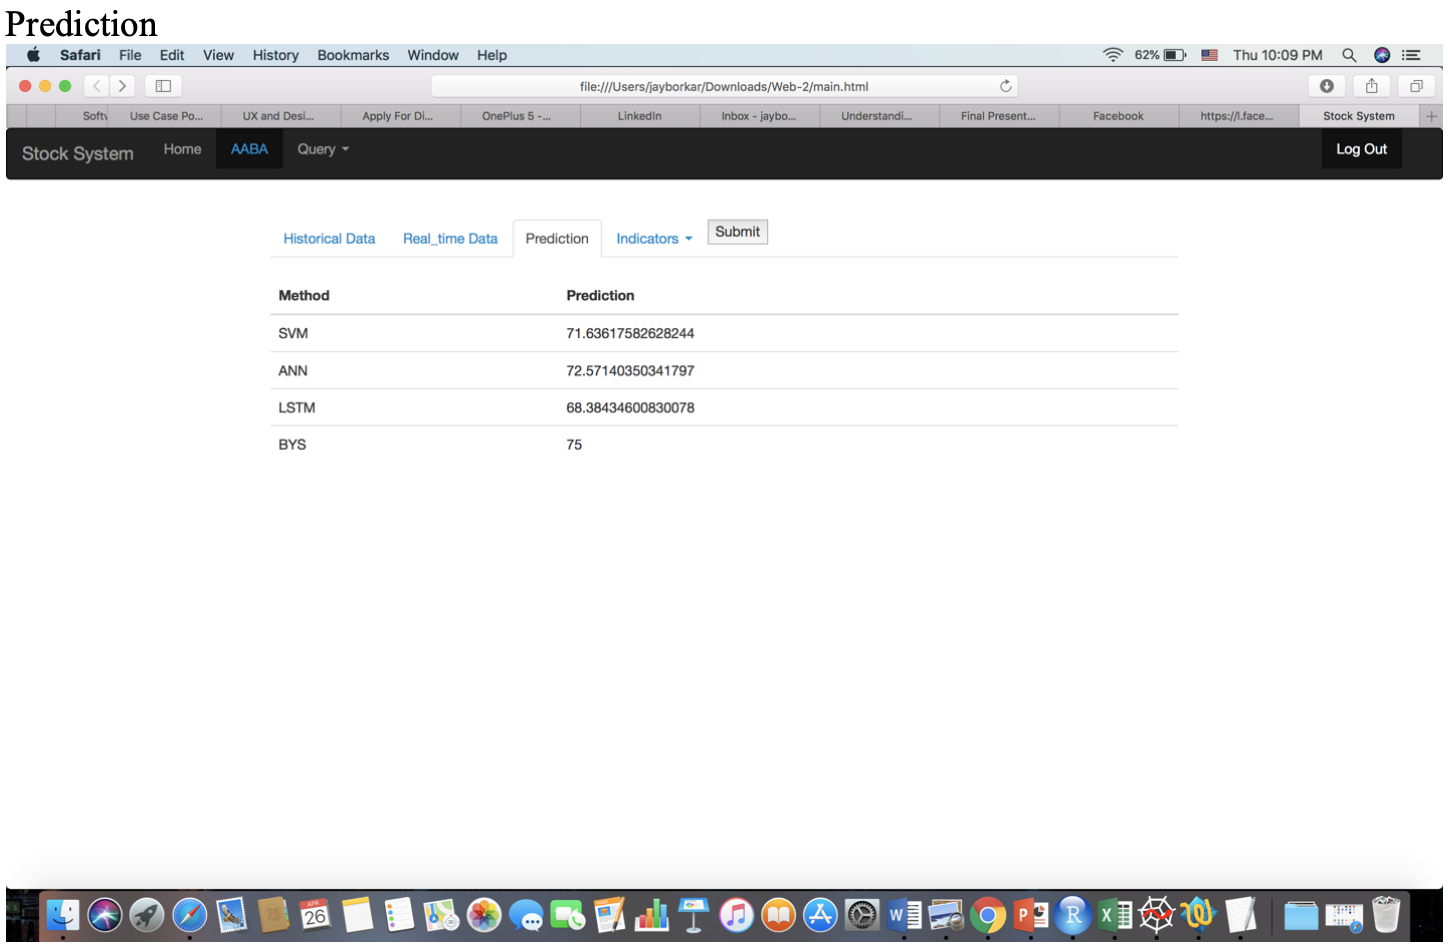 Prediction
Safari File Edit View History Bookmarks Window Help 62% Thu 10:09 PM
file:///Users/jayborkar/Downloads/Web-2/main.html
Softv Use Case Po... UX and Desi... Apply For Di... OnePlus 5 -... LinkedIn Inbox - jaybo... Understandi... Final Present... Facebook https://l.face... Stock System
Stock System Home AABA Query Log Out
Historical Data Real_time Data Prediction Indicators Submit
Method Prediction
SVM 71.63617582628244
ANN 72.57140350341797
LSTM 68.38434600830078
BYS 75
APR
26